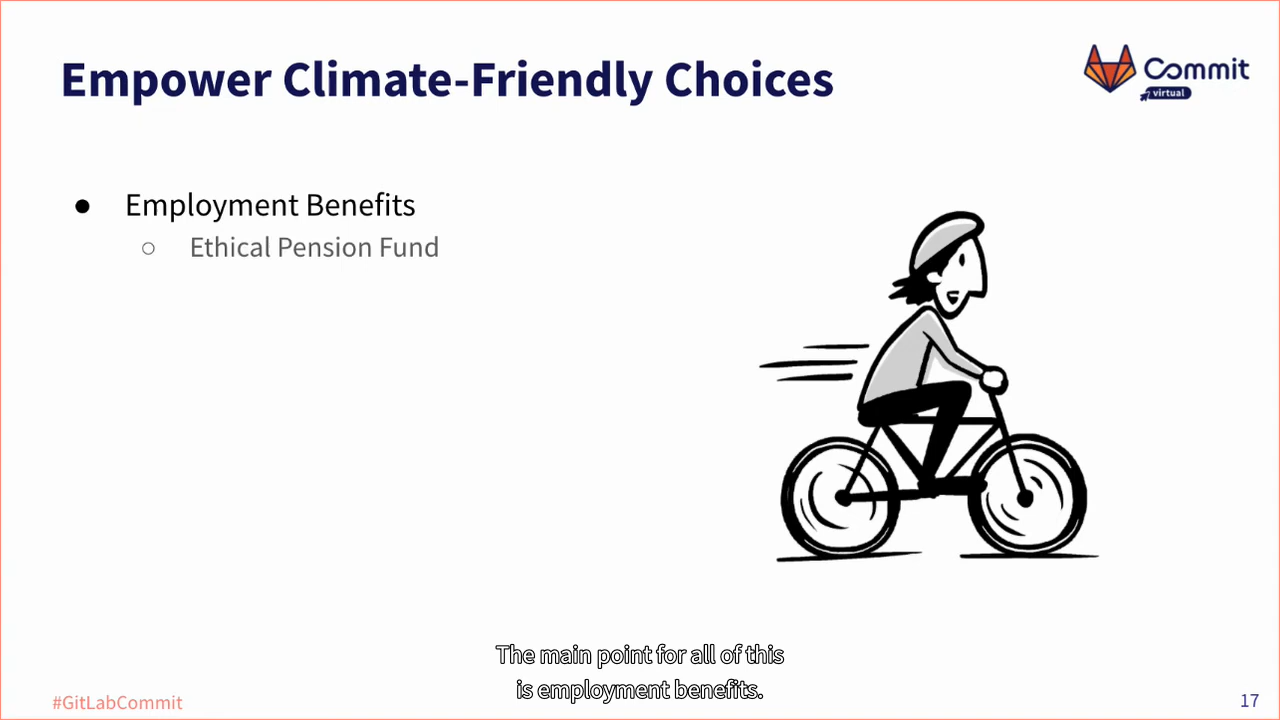 Empower Climate-Friendly Choices
Commit
virtual
● Employment Benefits
○ Ethical Pension Fund
The main point for all of this
is employment benefits.
#GitLabCommit
17